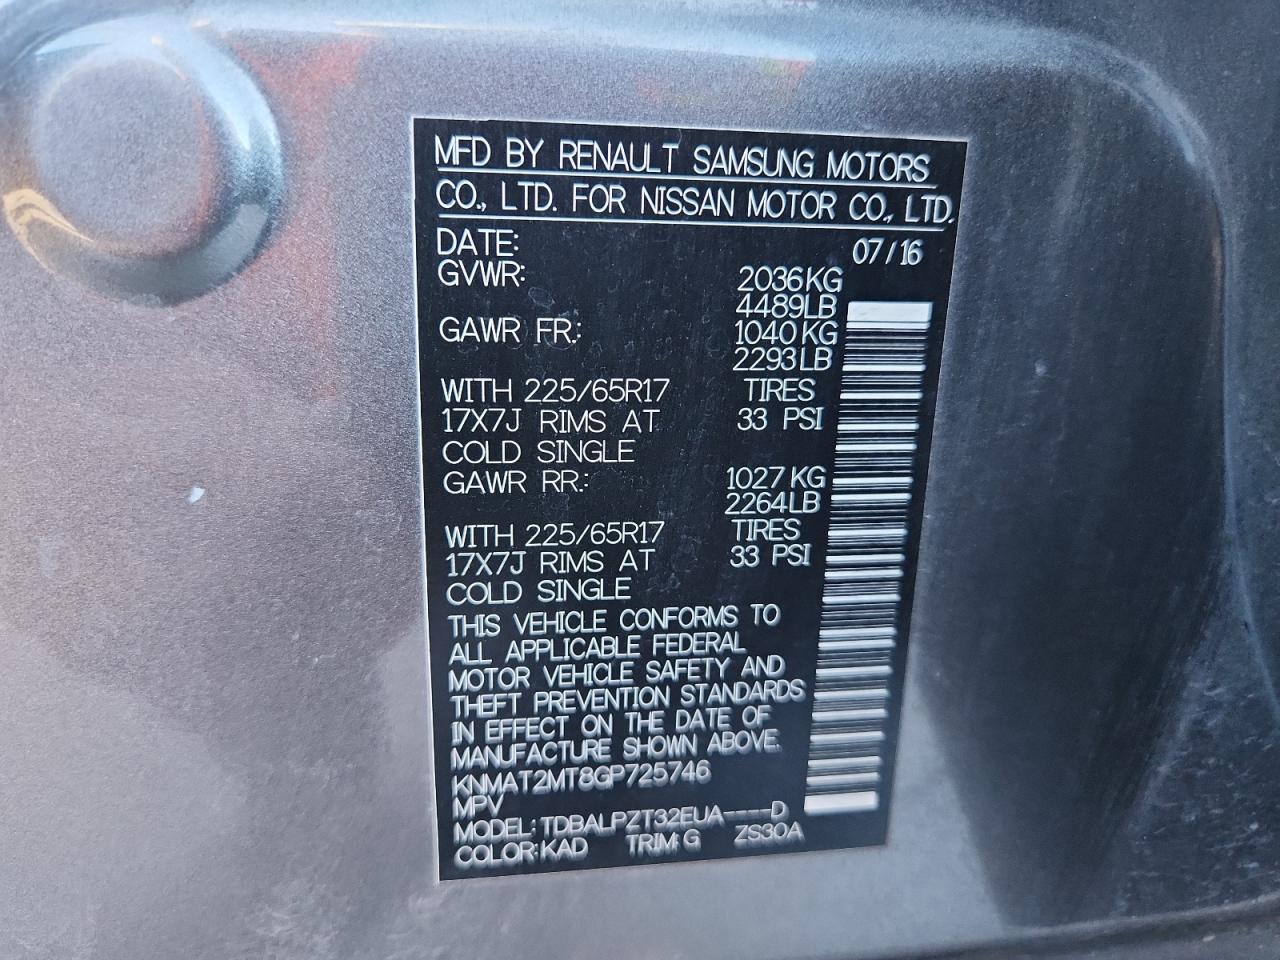 MFD BY RENAULT SAMSUNG MOTORS
CO., LTD. FOR NISSAN MOTOR CO., LTD.
DATE: 07/16
GVWR: 2036KG
4489LB
GAWR FR.: 1040KG
2293LB
WITH 225/65R17 TIRES
17X7J RIMS AT 33 PSI
COLD SINGLE
GAWR RR.: 1027KG
2264LB
WITH 225/65R17 TIRES
17X7J RIMS AT 33 PSI
COLD SINGLE
THIS VEHICLE CONFORMS TO
ALL APPLICABLE FEDERAL
MOTOR VEHICLE SAFETY AND
THEFT PREVENTION STANDARDS
IN EFFECT ON THE DATE OF
MANUFACTURE SHOWN ABOVE.
KNMAT2MT8GP725746
MPV
MODEL: TDBALPZT32EUA----D
COLOR: KAD TRIM: G ZS30A